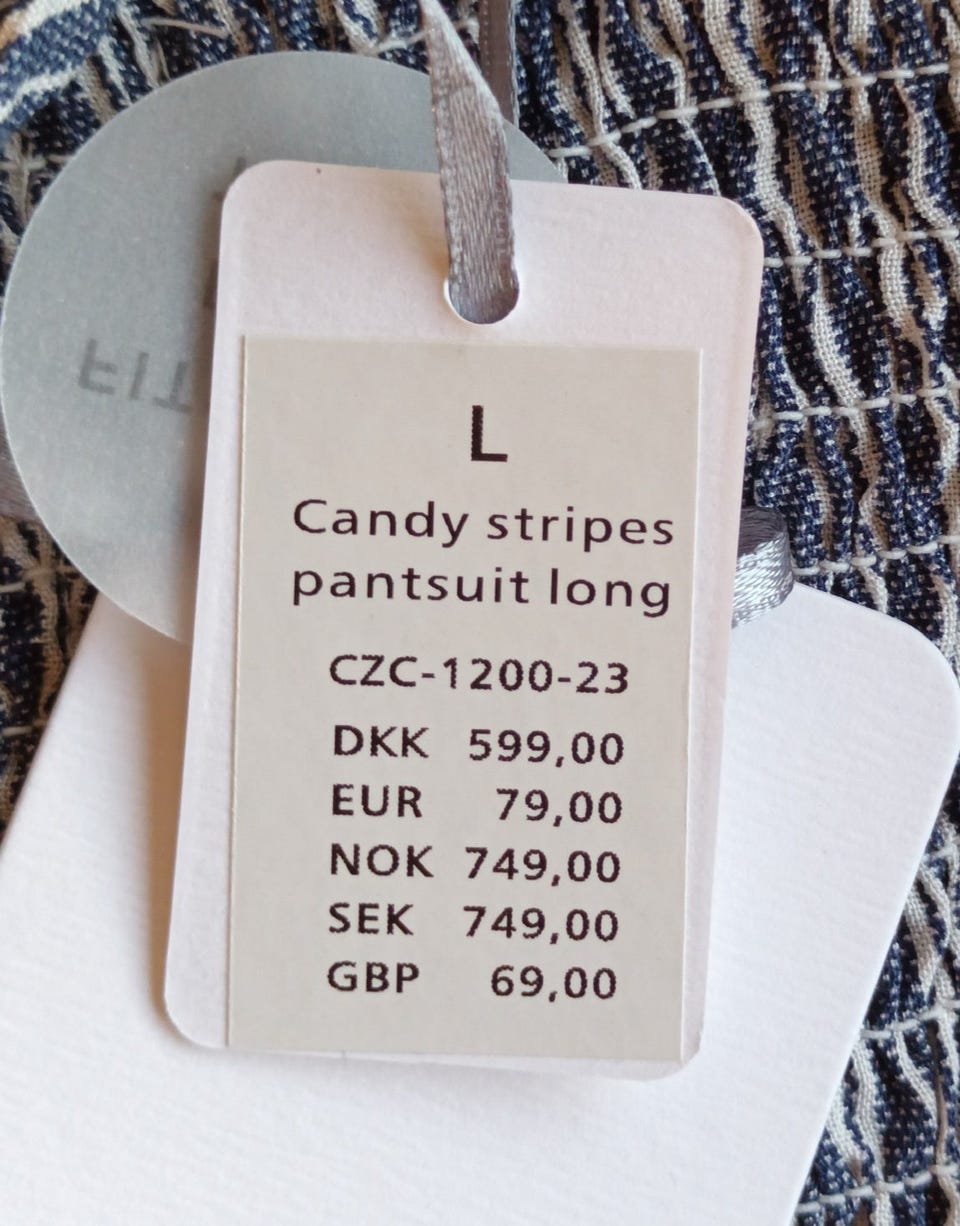 L
Candy stripes
pantsuit long
CZC-1200-23
DKK 599,00
EUR 79,00
NOK 749,00
SEK 749,00
GBP 69,00
FIT